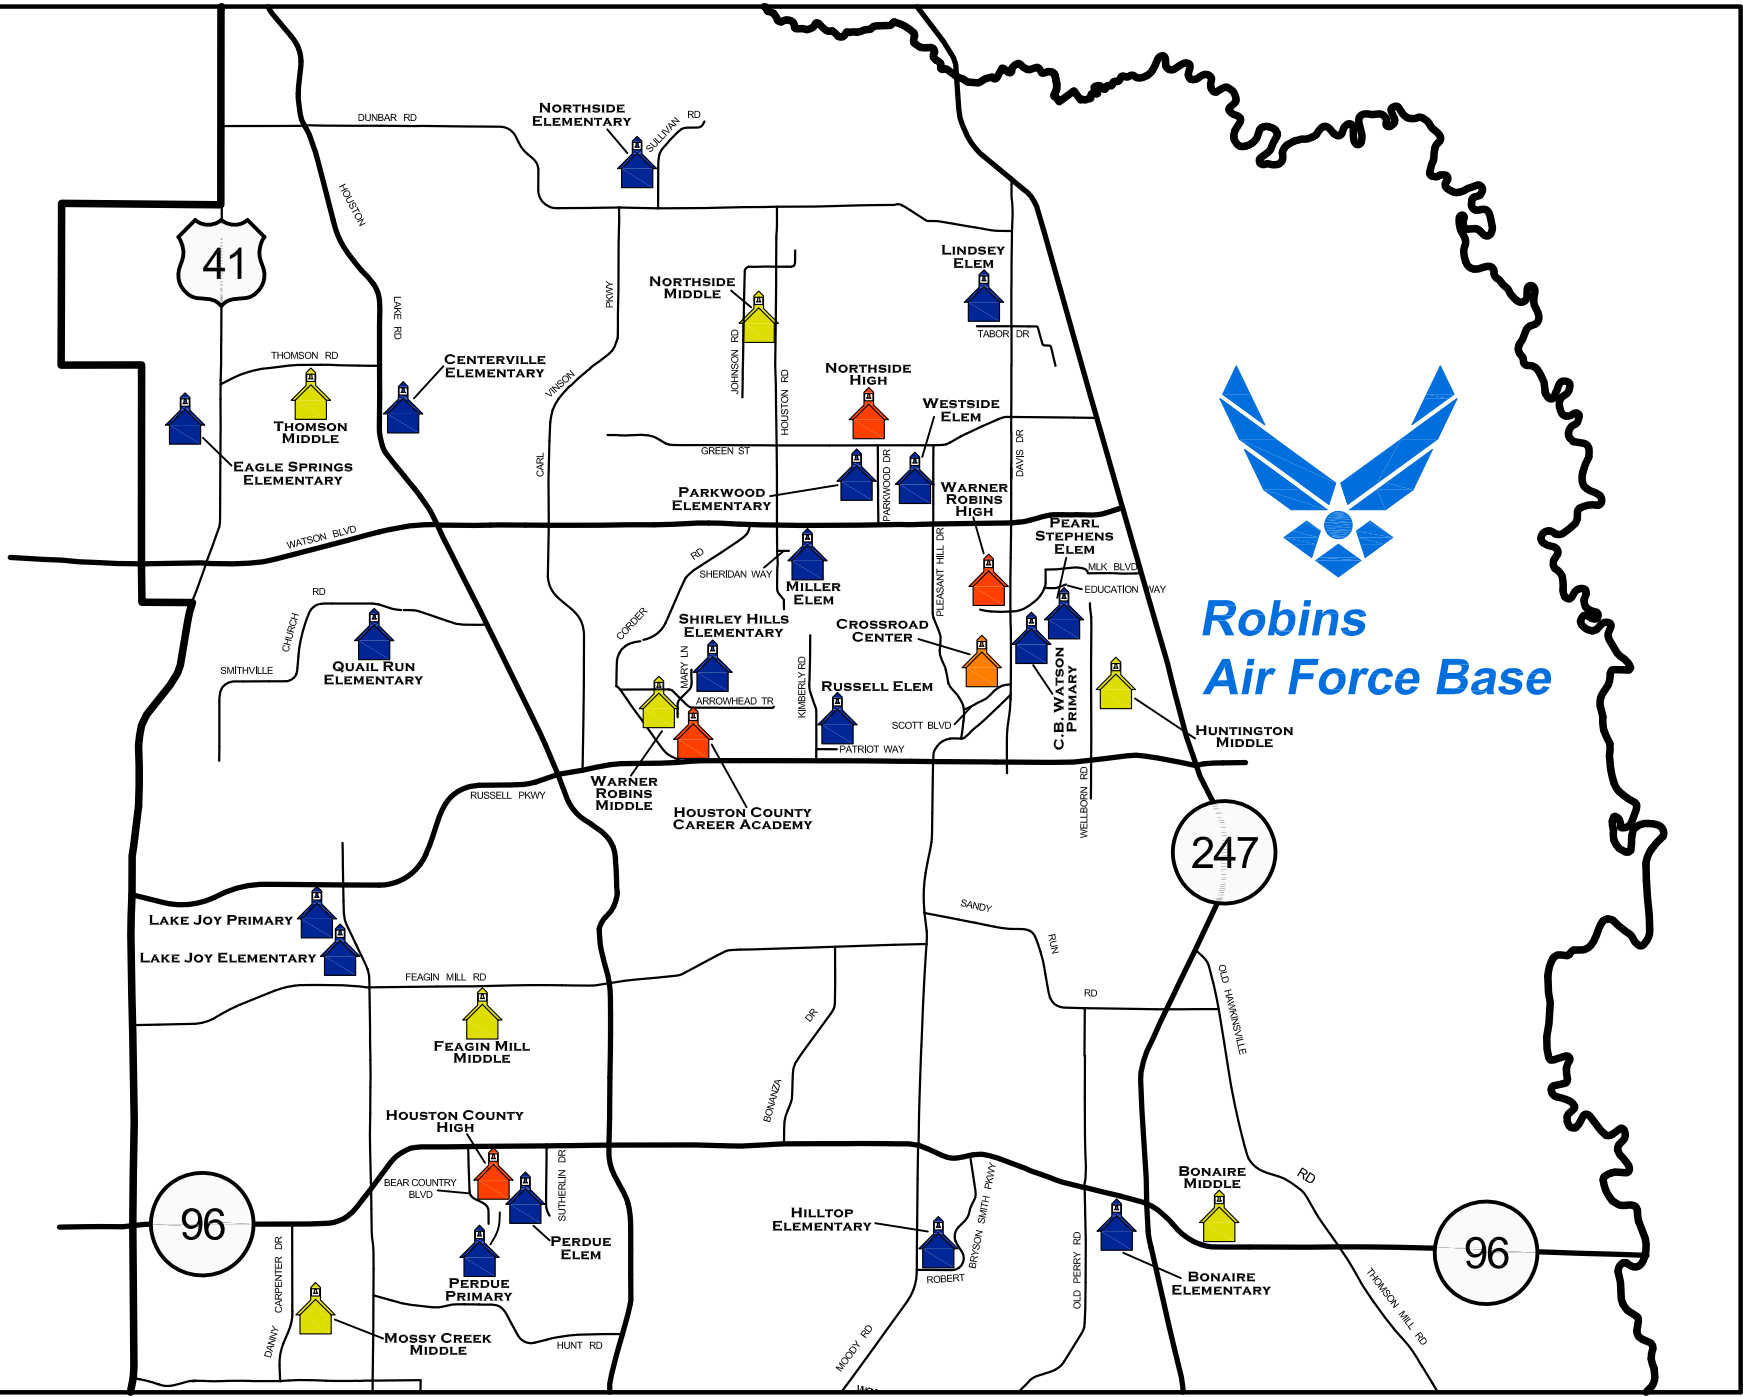 NORTHSIDE
ELEMENTARY
SULLIVAN RD
DUNBAR RD
HOUSTON
LAKE RD
41
LINDSEY
ELEM
TABOR DR
NORTHSIDE
MIDDLE
PKWY
JOHNSON RD
HOUSTON RD
THOMSON RD
CENTERVILLE
ELEMENTARY
VINSON
CARL
NORTHSIDE
HIGH
WESTSIDE
ELEM
THOMSON
MIDDLE
EAGLE SPRINGS
ELEMENTARY
GREEN ST
DAVIS DR
PARKWOOD DR
PARKWOOD
ELEMENTARY
WARNER
ROBINS
HIGH
WATSON BLVD
PEARL
STEPHENS
ELEM
RD
SHERIDAN WAY
MILLER
ELEM
PLEASANT HILL DR
MLK BLVD
EDUCATION WAY
RD
CHURCH
SMITHVILLE
QUAIL RUN
ELEMENTARY
CORDER
SHIRLEY HILLS
ELEMENTARY
CROSSROAD
CENTER
MARY LN
ARROWHEAD TR
KIMBERLY RD
RUSSELL ELEM
SCOTT BLVD
PATRIOT WAY
C.B. WATSON
PRIMARY
HUNTINGTON
MIDDLE
Robins
Air Force Base
WARNER
ROBINS
MIDDLE
HOUSTON COUNTY
CAREER ACADEMY
RUSSELL PKWY
WELLBORN RD
247
LAKE JOY PRIMARY
LAKE JOY ELEMENTARY
SANDY
RUN
RD
FEAGIN MILL RD
OLD HAWKINSVILLE
RD
FEAGIN MILL
MIDDLE
DR
BONANZA
HOUSTON COUNTY
HIGH
BEAR COUNTRY
BLVD
SUTHERLIN DR
PERDUE
ELEM
PERDUE
PRIMARY
96
CARPENTER DR
DANNY
MOSSY CREEK
MIDDLE
HUNT RD
HILLTOP
ELEMENTARY
BRYSON SMITH PKWY
ROBERT
MOODY RD
OLD PERRY RD
BONAIRE
MIDDLE
BONAIRE
ELEMENTARY
96
THOMSON MILL RD